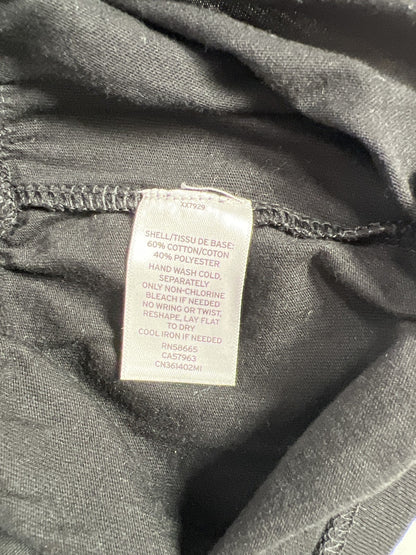 XX7929
SHELL/TISSU DE BASE:
60% COTTON/COTON
40% POLYESTER
HAND WASH COLD,
SEPARATELY
ONLY NON-CHLORINE
BLEACH IF NEEDED
NO WRING OR TWIST,
RESHAPE, LAY FLAT
TO DRY
COOL IRON IF NEEDED
RN58665
CA57963
CN361402MI